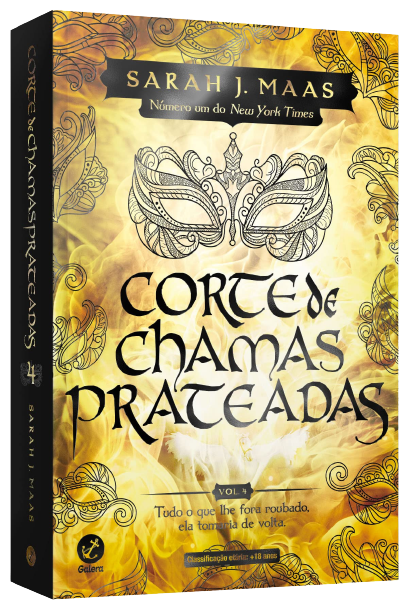 SARAH J. MAAS
Número um do New York Times
CORTE de
CHAMAS
PRATEADAS
VOL. 4
Tudo o que lhe fora roubado,
ela tomaria de volta.
Classificação etária: +18 anos
Galera
CORTE de CHAMAS PRATEADAS
4
SARAH J. MAAS